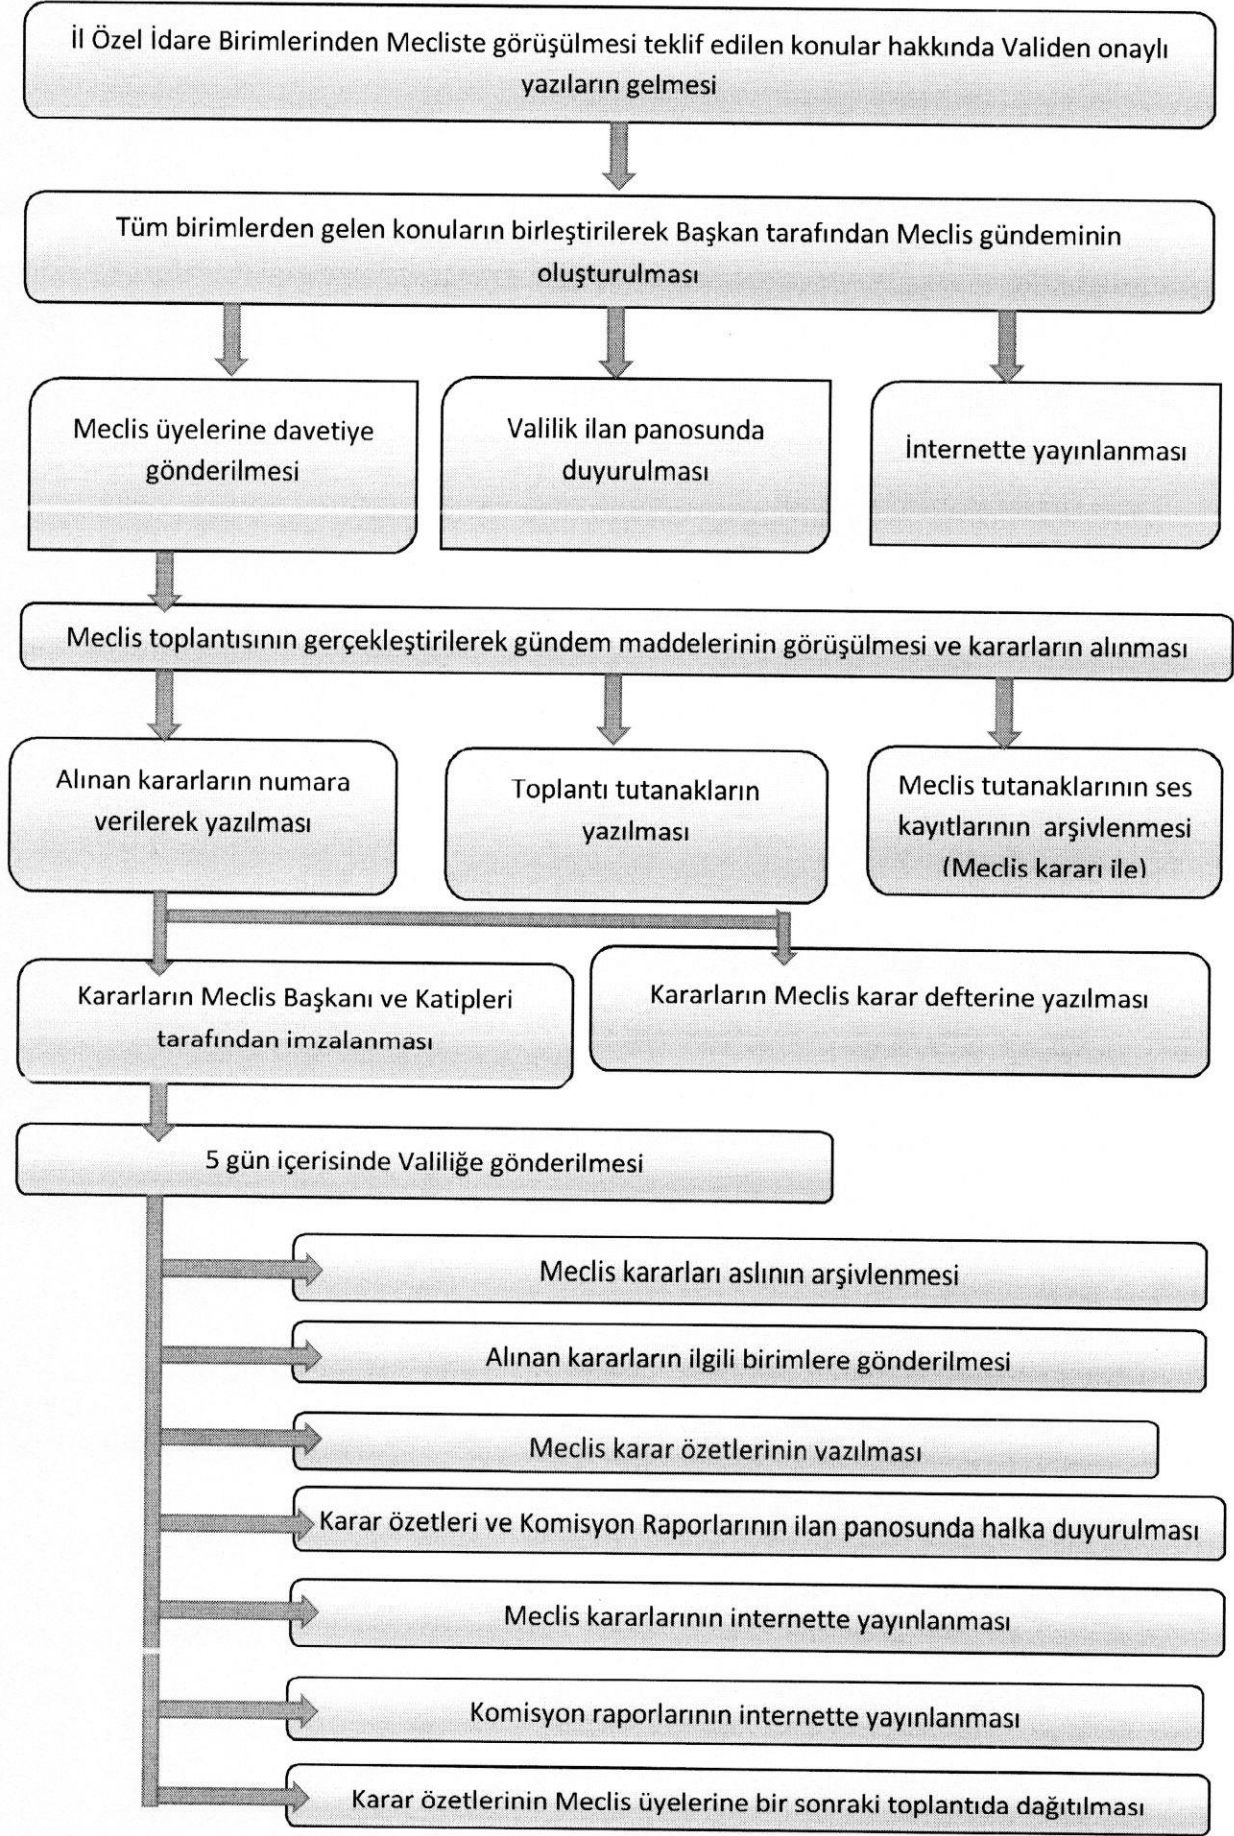 İl Özel İdare Birimlerinden Mecliste görüşülmesi teklif edilen konular hakkında Validen onaylı
yazıların gelmesi
Tüm birimlerden gelen konuların birleştirilerek Başkan tarafından Meclis gündeminin
oluşturulması
Meclis üyelerine davetiye
gönderilmesi
Valilik ilan panosunda
duyurulması
İnternette yayınlanması
Meclis toplantısının gerçekleştirilerek gündem maddelerinin görüşülmesi ve kararların alınması
Alınan kararların numara
verilerek yazılması
Toplantı tutanakların
yazılması
Meclis tutanaklarının ses
kayıtlarının arşivlenmesi
(Meclis kararı ile)
Kararların Meclis Başkanı ve Katipleri
tarafından imzalanması
Kararların Meclis karar defterine yazılması
5 gün içerisinde Valiliğe gönderilmesi
Meclis kararları aslının arşivlenmesi
Alınan kararların ilgili birimlere gönderilmesi
Meclis karar özetlerinin yazılması
Karar özetleri ve Komisyon Raporlarının ilan panosunda halka duyurulması
Meclis kararlarının internette yayınlanması
Komisyon raporlarının internette yayınlanması
Karar özetlerinin Meclis üyelerine bir sonraki toplantıda dağıtılması